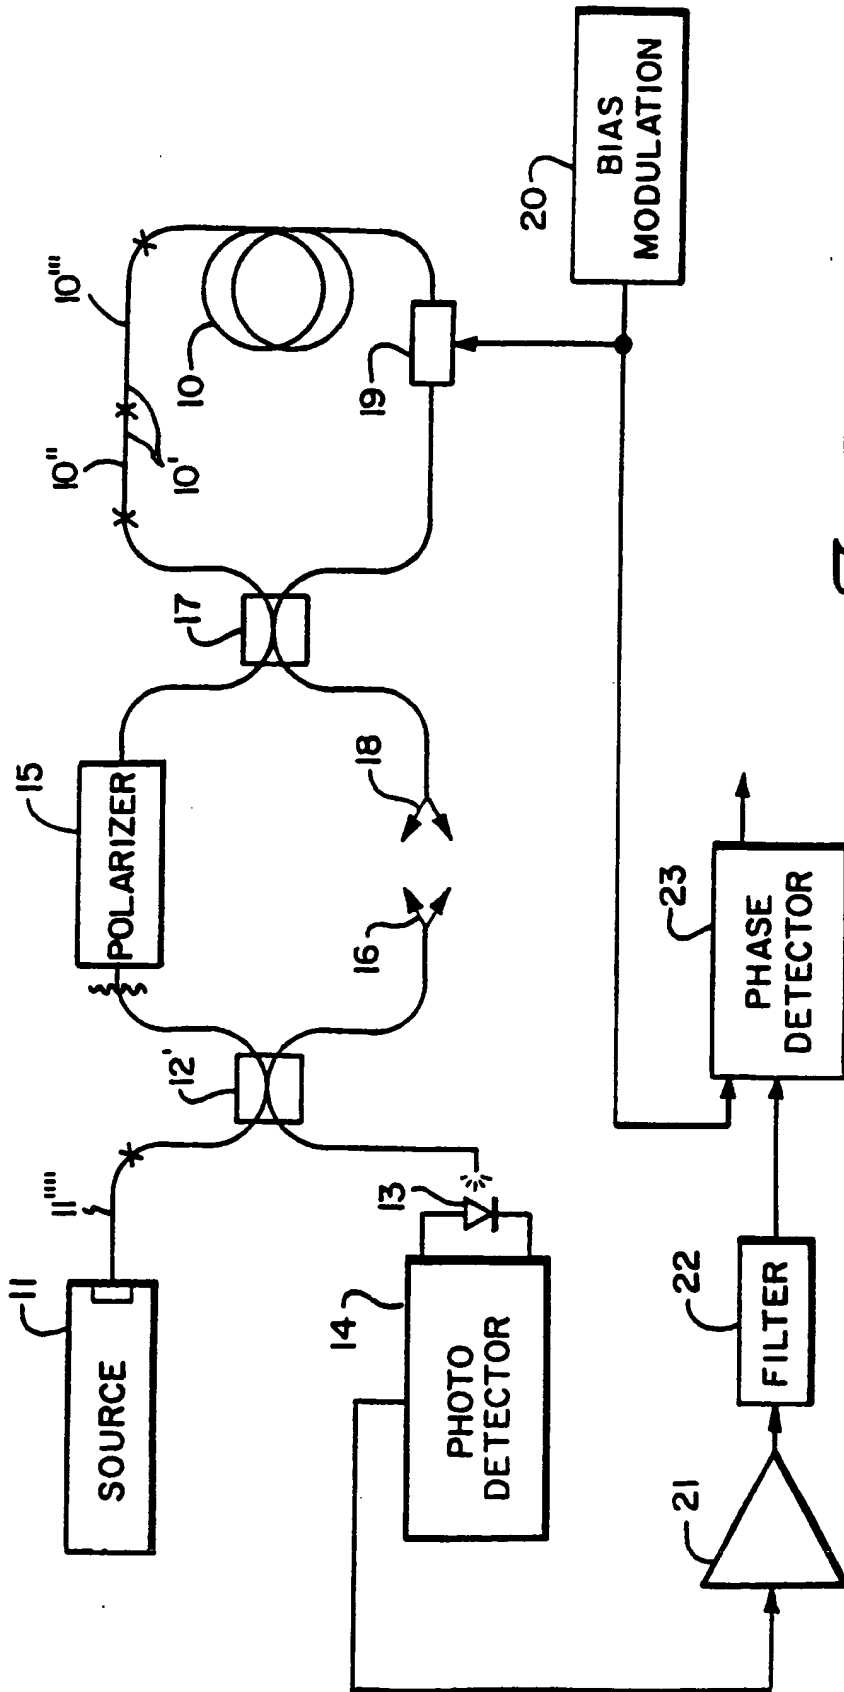 11
SOURCE
11''''
12'
15
POLARIZER
17
10''
10'
10'''
10
19
16
18
13
14
PHOTO
DETECTOR
20
BIAS
MODULATION
21
22
FILTER
23
PHASE
DETECTOR